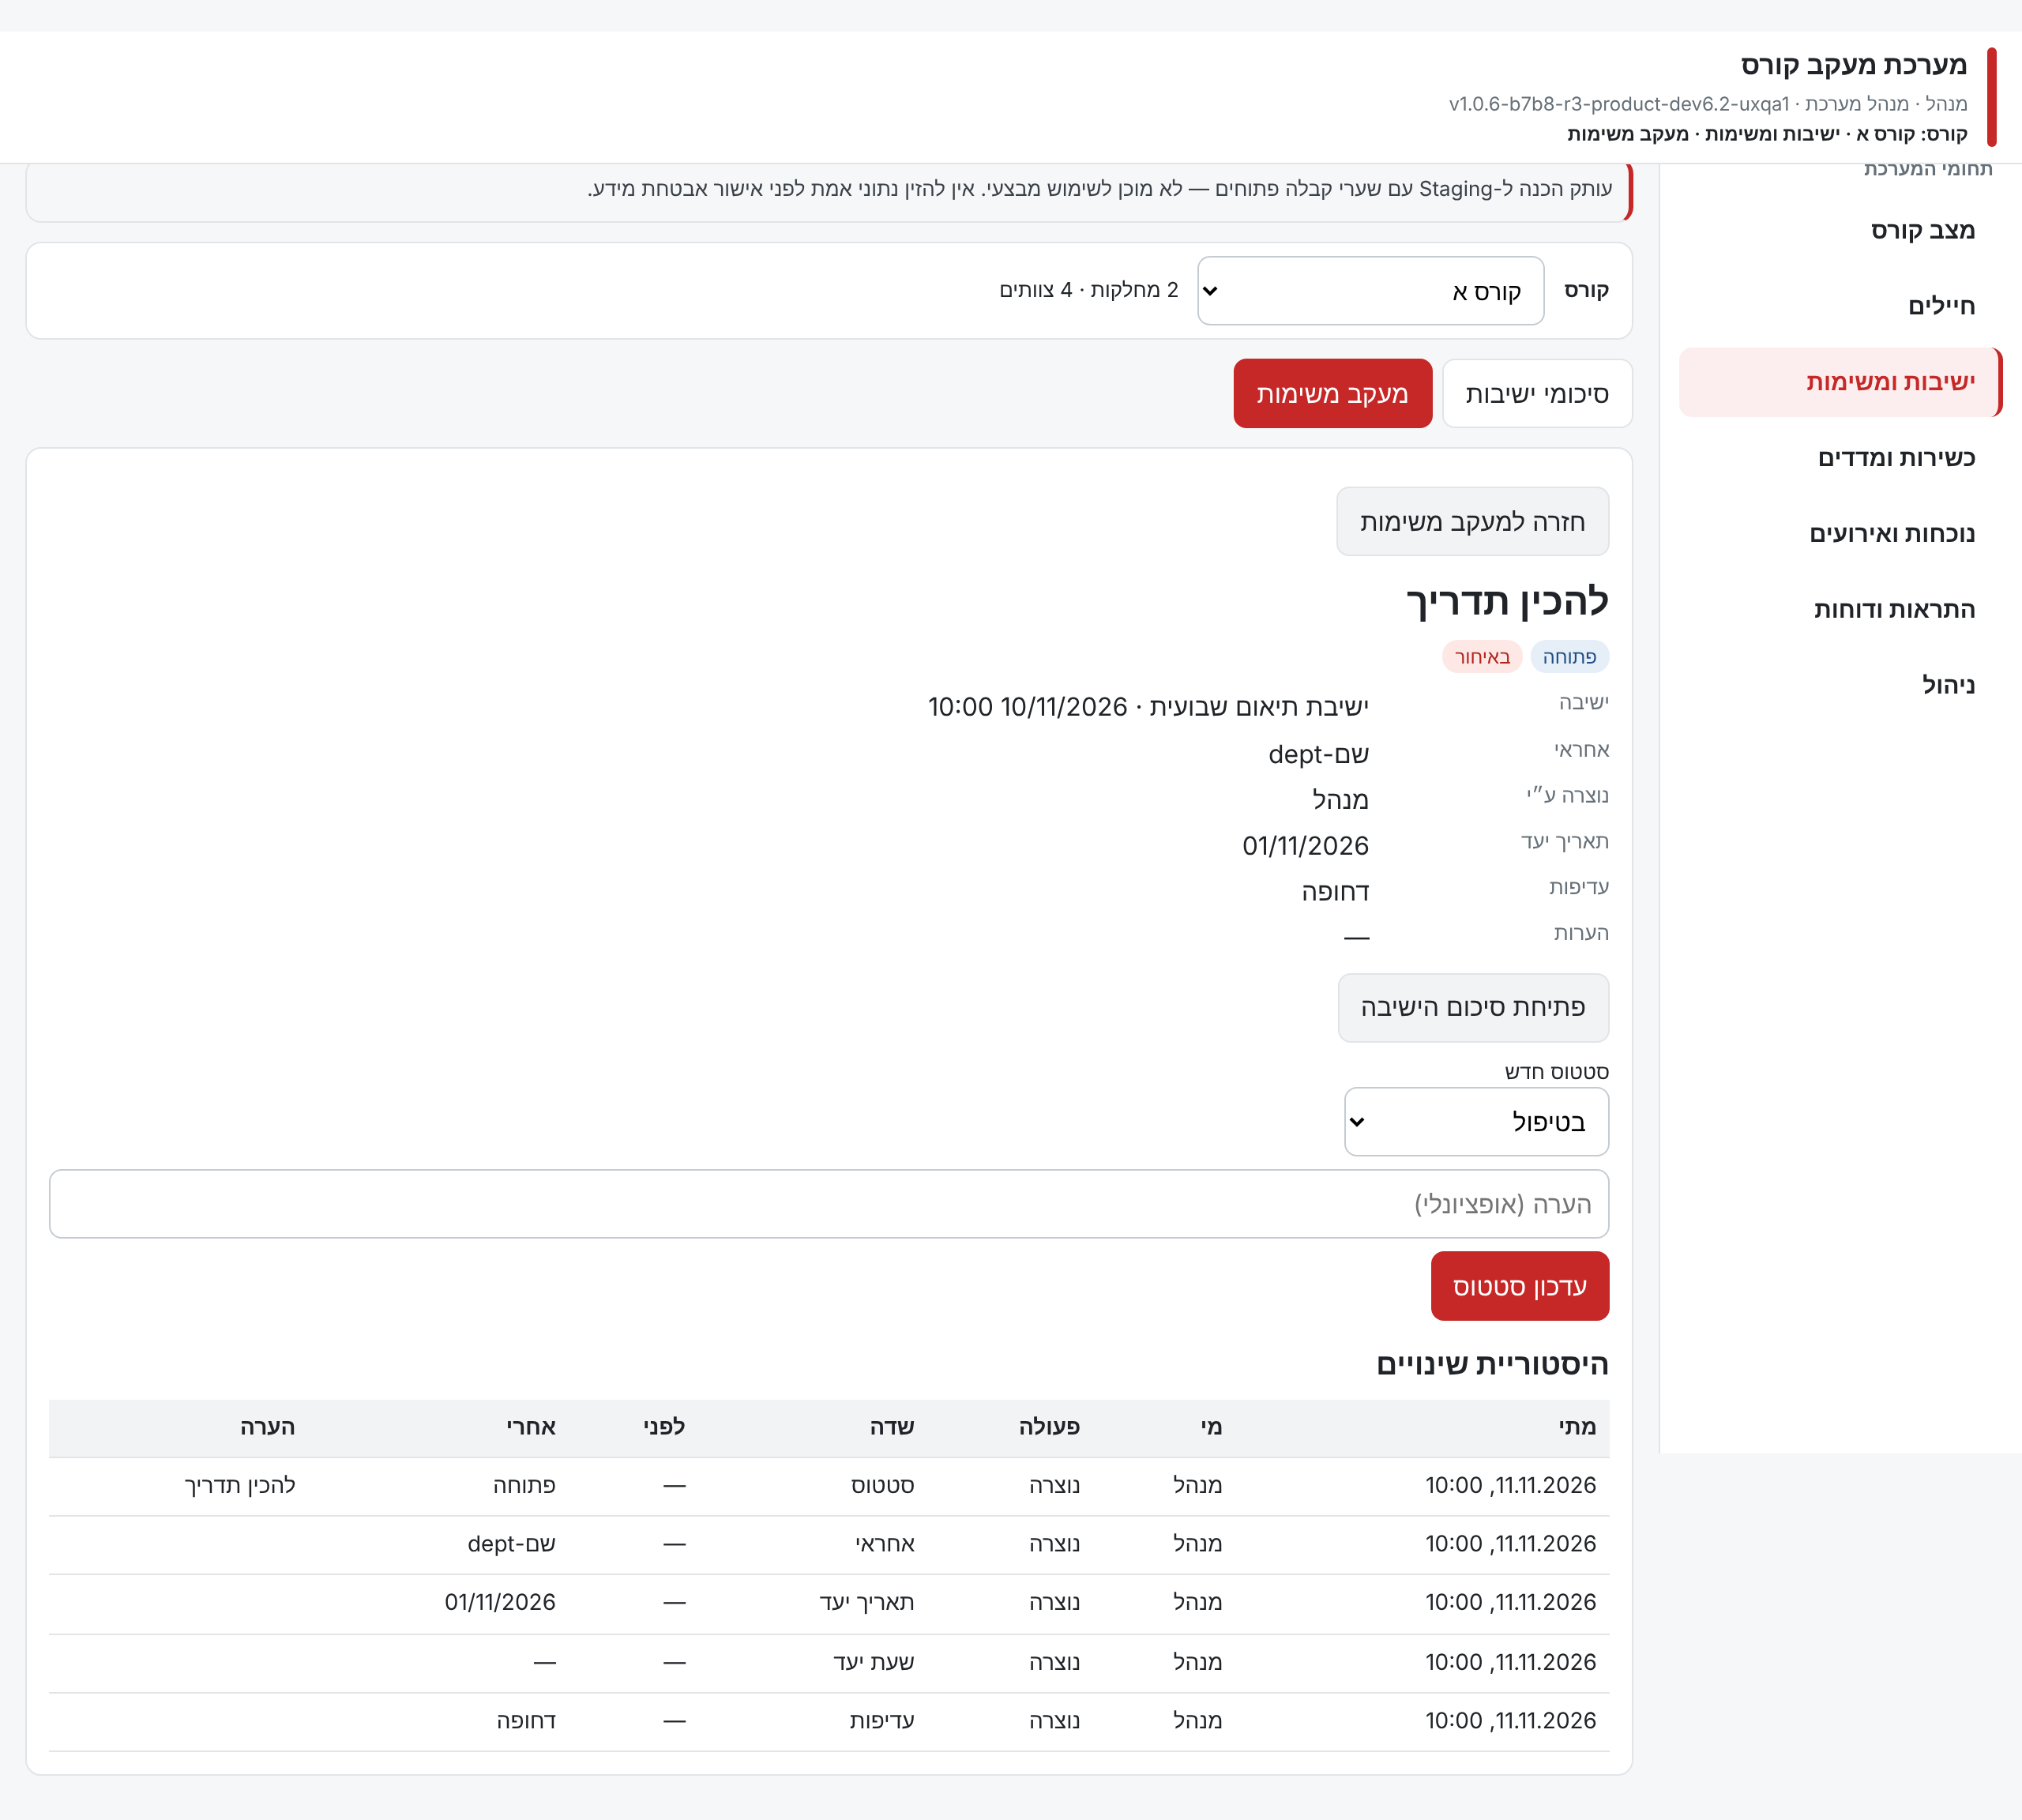 מערכת מעקב קורס
מנהל · מנהל מערכת · v1.0.6-b7b8-r3-product-dev6.2-uxqa1
קורס: קורס א · ישיבות ומשימות · מעקב משימות
תחומי המערכת
מצב קורס
חיילים
ישיבות ומשימות
כשירות ומדדים
נוכחות ואירועים
התראות ודוחות
ניהול
עותק הכנה ל-Staging עם שערי קבלה פתוחים — לא מוכן לשימוש מבצעי. אין להזין נתוני אמת לפני אישור אבטחת מידע.
קורס קורס א 2 מחלקות · 4 צוותים
סיכומי ישיבות מעקב משימות
חזרה למעקב משימות
להכין תדריך
פתוחה באיחור
ישיבה ישיבת תיאום שבועית · 10/11/2026 10:00
אחראי שם-dept
נוצרה ע״י מנהל
תאריך יעד 01/11/2026
עדיפות דחופה
הערות —
פתיחת סיכום הישיבה
סטטוס חדש
בטיפול
הערה (אופציונלי)
עדכון סטטוס
היסטוריית שינויים
מתי מי פעולה שדה לפני אחרי הערה
11.11.2026, 10:00 מנהל נוצרה סטטוס — פתוחה להכין תדריך
11.11.2026, 10:00 מנהל נוצרה אחראי — שם-dept
11.11.2026, 10:00 מנהל נוצרה תאריך יעד — 01/11/2026
11.11.2026, 10:00 מנהל נוצרה שעת יעד — —
11.11.2026, 10:00 מנהל נוצרה עדיפות — דחופה